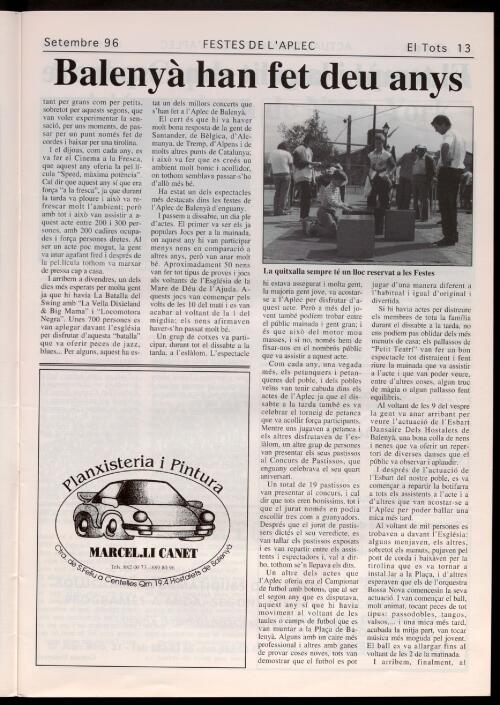 Setembre 96
FESTES DE L'APLEC
El Tots 13
Balenyà han fet deu anys
tant per grans com per petits,
sobretot per aquests segons, que
van voler experimentar la sen-
sació, per uns moments, de pas-
sar per un punt només fet de
cordes i baixar per una tirolina.
I el dijous, com cada any, es
va fer el Cinema a la Fresca,
que aquest any oferia la pel·lí-
cula "Speed, màxima potència".
Cal dir que aquest any sí que era
força "a la fresca", ja que durant
la tarda va ploure i això va re-
frescar molt l'ambient; però
amb tot i això van assistir a a-
quest acte entre 200 i 300 per-
sones, amb 200 cadires ocupa-
des i força persones dretes. Al
ser un acte poc mogut, la gent
va anar agafant fred i després de
la pel.lícula tothom va marxar
de pressa cap a casa.
I arribem a divendres, un dels
dies més esperats per molta gent
ja que hi havia La Batalla del
Swing amb "La Vella Dixieland
& Big Mama" i "Locomotora
Negra". Unes 700 persones es
van aplegar davant l'església
per disfrutar d'aquesta "batalla"
que va oferir peces de jazz,
blues... Per alguns, aquest ha es-
tat un dels millors concerts que
s'han fet a l'Aplec de Balenyà.
El cert és que hi va haver
molt bona resposta de la gent de
Santander, de Bèlgica, d'Ale-
manya, de Tremp, d'Alpens i de
molts altres punts de Catalunya,
i això va fer que es creés un
ambient molt bonic i acollidor,
on tothom semblava passar-s'ho
d'allò més bé.
Ha estat un dels espectacles
més destacats dins les festes de
l'Aplec de Balenyà d'enguany.
I passem a dissabte, un dia ple
d'actes. El primer va ser els ja
populars Jocs per a la mainada,
on aquest any hi van participar
menys nens en comparació a
altres anys, però van anar molt
bé. Aproximadament 50 nens
van fer tot tipus de proves i jocs
als voltants de l'Església de la
Mare de Déu de l'Ajuda. A-
quests jocs van començar pels
volts de les 10 del matí i es van
acabar al voltant de la 1 del
migdia; els nens afirmaven
haver-s'ho passat molt bé.
Un grup de cotxes va parti-
cipar, durant tot el dissabte a la
tarda, a l'eslàlom. L'espectacle
La quitxalla sempre té un lloc reservat a les Festes
hi estava assegurat i molta gent,
la majoria gent jove, va acostar-
se a l'Aplec per disfrutar d'a-
quest acte. Però a més del jo-
vent també podíem trobar entre
el públic mainada i gent gran; i
és que això del motor mou
masses, i si no, només hem de
fixar-nos en el nombrós públic
que va assistir a aquest acte.
Com cada any, una vegada
més, els petanquers i petan-
queres del poble, i dels pobles
veïns van tenir cabuda dins els
actes de l'Aplec ja que el dis-
sabte a la tarda també es va
celebrar el torneig de petanca
que va acollir força participants.
Mentre uns jugaven a petanca i
els altres disfrutaven de l'es-
làlom, un altre grup de persones
van presentar els seus pastissos
al Concurs de Pastissos, que
enguany celebrava el seu quart
aniversari.
Un total de 19 pastissos es
van presentar al concurs, i cal
dir que tots eren boníssims, tot i
que el jurat només en podia
escollir tres com a guanyadors.
Després que el jurat de pastis-
sers dictés el seu veredicte, es
van tallar els pastissos exposats
i es van repartir entre els assis-
tents i espectadors i, val a dir-
ho, tothom se'n llepava els dits.
Un altre dels actes que
l'Aplec oferia era el Campionat
de futbol amb botons, que al ser
el segon any que es disputava,
aquest any sí que hi havia
moviment al voltant de les
taules o camps de futbol que es
van muntar a la Plaça de Ba-
lenyà. Alguns amb un caire més
professional i altres amb ganes
de provar coses noves, tots van
demostrar que el futbol es pot
jugar d'una manera diferent a
l'habitual i igual d'original i
divertida.
Si hi havia actes per distreure
els membres de tota la família
durant el dissabte a la tarda, no
ens podíem pas oblidar dels més
menuts de casa; els pallassos de
"Petit Teatrí" van fer un bon
espectacle tot distraient i fent
riure la mainada que va assistir
a l'acte i que van poder veure,
entre d'altres coses, algun truc
de màgia o algun pallasso fent
equilibris.
Al voltant de les 9 del vespre
la gent va anar arribant per
veure l'actuació de l'Esbart
Dansaire Dels Hostalets de
Balenyà, una bona colla de nens
i nenes que va oferir un reper-
tori de diverses danses que el
públic va observar i aplaudir.
I després de l'actuació de
l'Esbart del nostre poble, es va
començar a repartir la botifarra
a tots els assistents a l'acte i a
d'altres que van acostar-se a
l'Aplec per poder ballar una
mica més tard.
Al voltant de mil persones es
trobaven a davant l'Església:
alguns menjaven, els altres,
sobretot els menuts, pujaven pel
pont de corda i baixaven per la
tirolina que es va tornar a
instal.lar a la Plaça, i d'altres
esperaven que els de l'orquestra
Bossa Nova comencesin la seva
actuació. I van començar el ball,
molt animat, tocant peces de tot
tipus: passodobles, tangos,
valsos,... i una mica més tard,
acabada la mitja part, van tocar
música més moguda pel jovent.
El ball es va allargar fins al
voltant de les 2 de la matinada.
I arribem, finalment, al
Planxisteria i Pintura
MARCEL.LI CANET
Tels. 882 00 73 - 889 80 96
Ctra. de S.Feliu a Centelles Qm 19.4 Hostalets de Balenyà